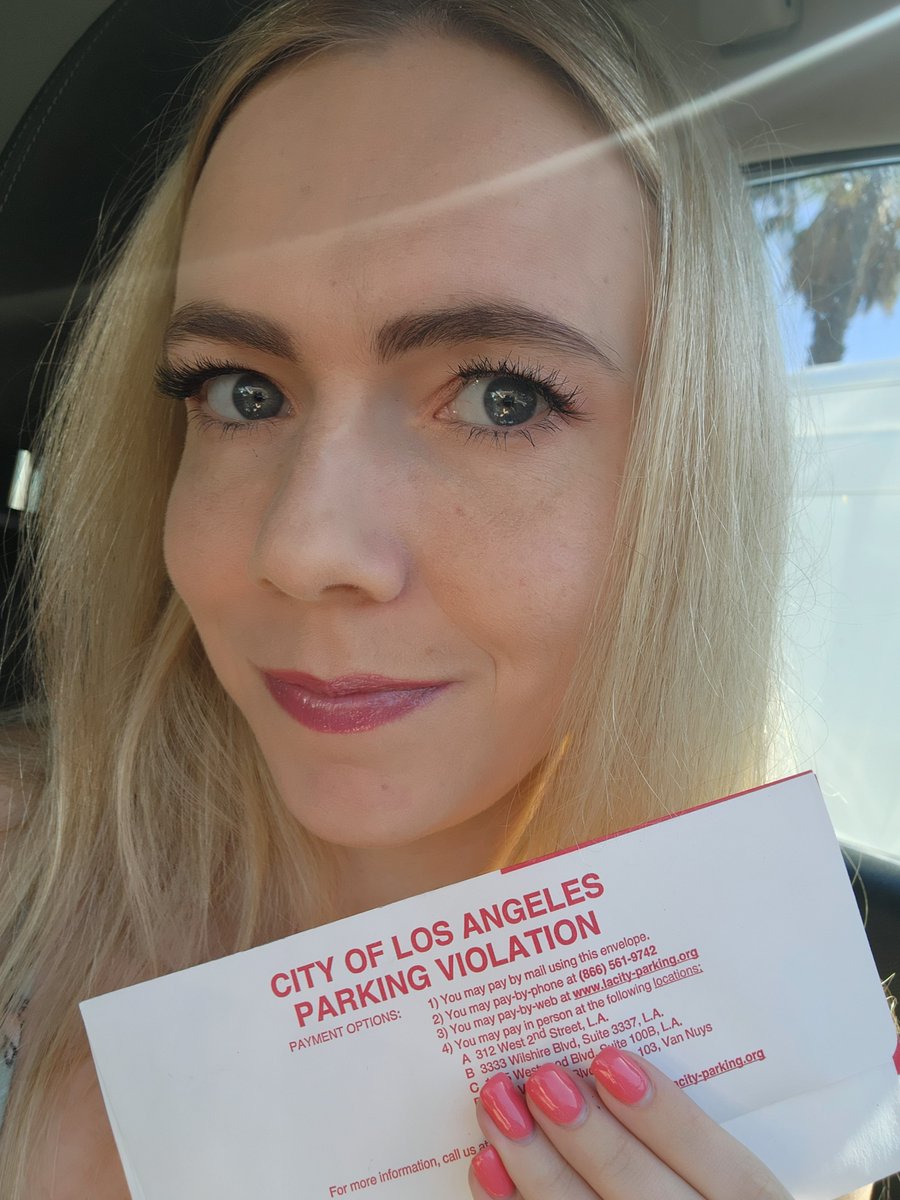 CITY OF LOS ANGELES
PARKING VIOLATION
PAYMENT OPTIONS:
1) You may pay by mail using this envelope.
2) You may pay-by-phone at (866) 561-9742
3) You may pay-by-web at www.lacity-parking.org
4) You may pay in person at the following locations:
A 312 West 2nd Street, L.A.
B 3333 Wilshire Blvd, Suite 3337, L.A.
C Blvd, Suite 100B, L.A.
103, Van Nuys
lacity-parking.org
For more information, call us at